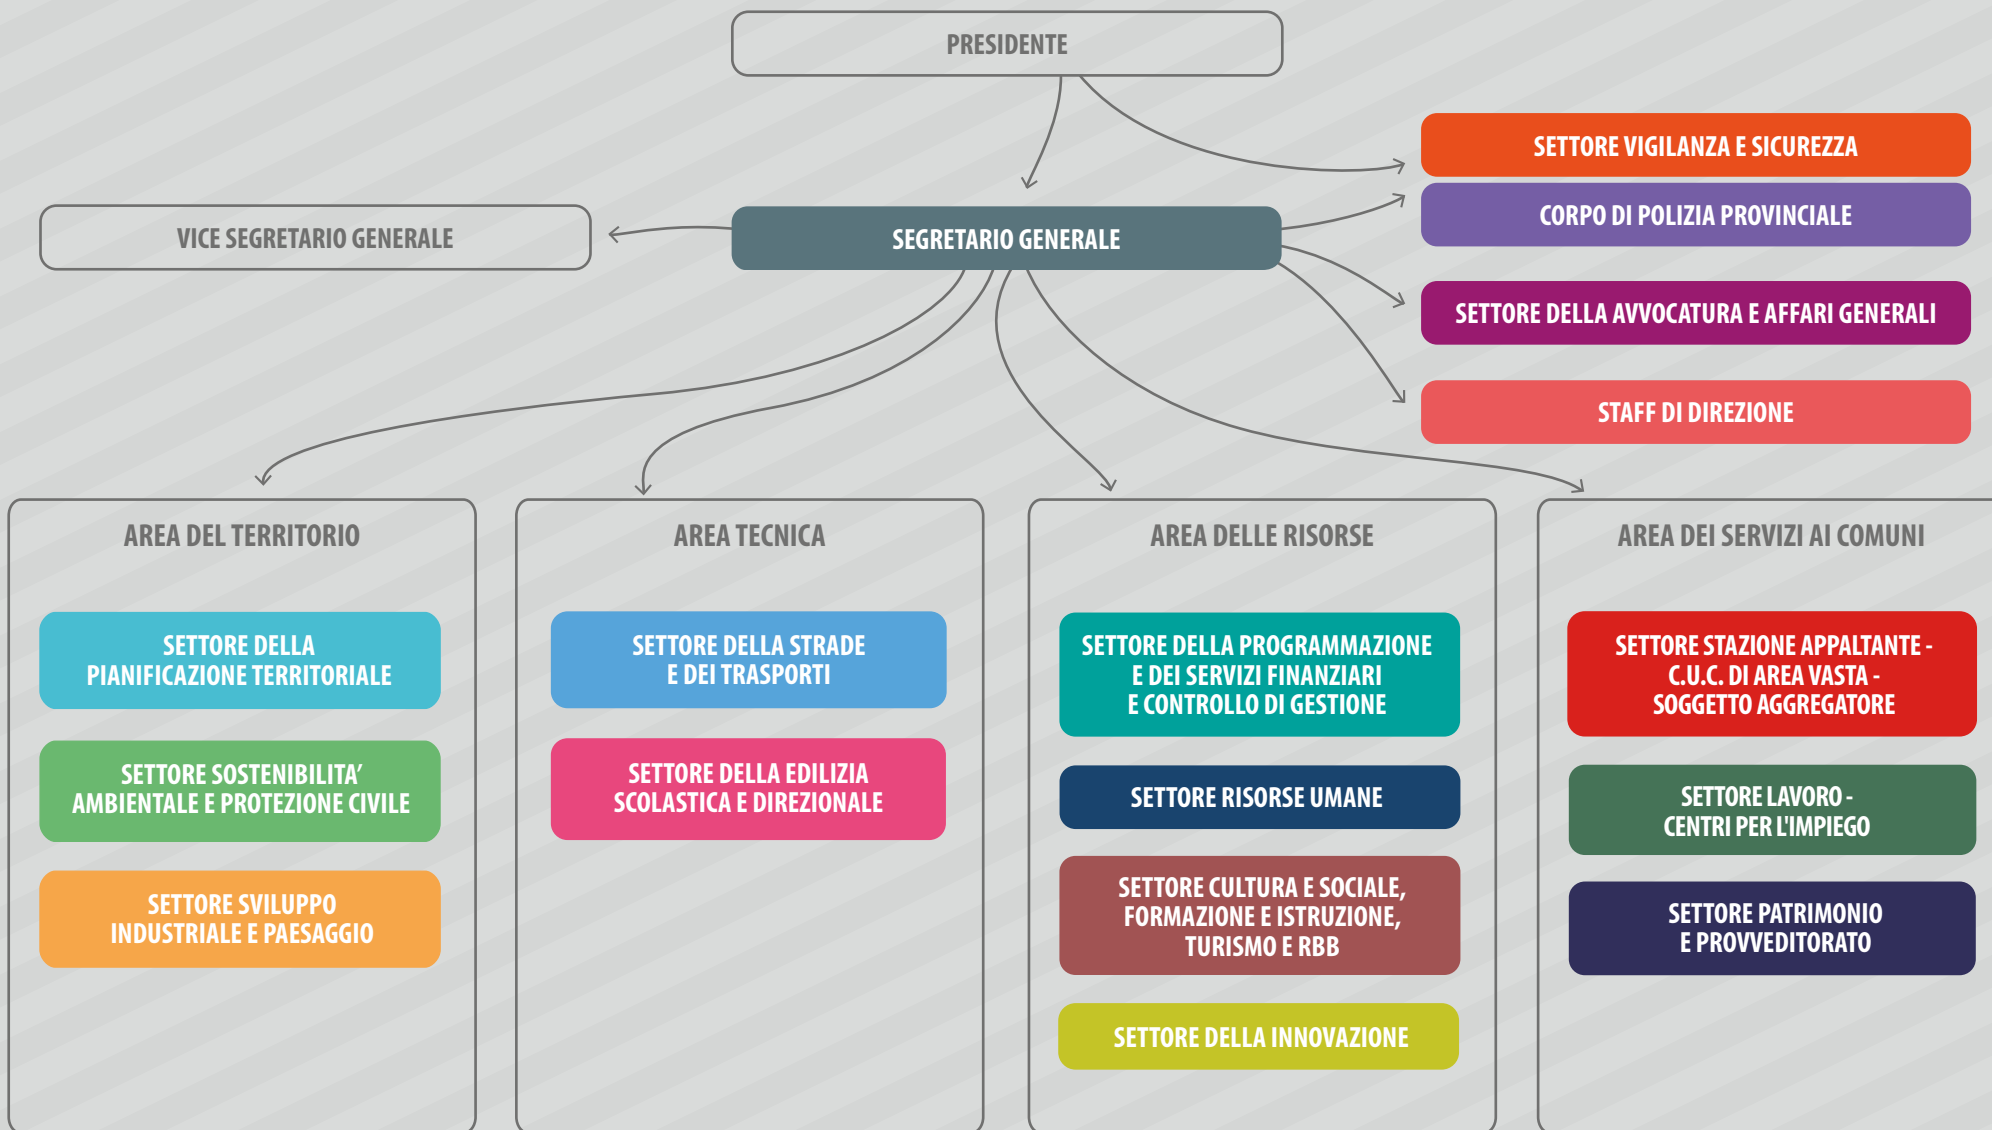 PRESIDENTE
SETTORE VIGILANZA E SICUREZZA
CORPO DI POLIZIA PROVINCIALE
VICE SEGRETARIO GENERALE
SEGRETARIO GENERALE
SETTORE DELLA AVVOCATURA E AFFARI GENERALI
STAFF DI DIREZIONE
AREA DEL TERRITORIO
SETTORE DELLA
PIANIFICAZIONE TERRITORIALE
SETTORE SOSTENIBILITA’
AMBIENTALE E PROTEZIONE CIVILE
SETTORE SVILUPPO
INDUSTRIALE E PAESAGGIO
AREA TECNICA
SETTORE DELLA STRADE
E DEI TRASPORTI
SETTORE DELLA EDILIZIA
SCOLASTICA E DIREZIONALE
AREA DELLE RISORSE
SETTORE DELLA PROGRAMMAZIONE
E DEI SERVIZI FINANZIARI
E CONTROLLO DI GESTIONE
SETTORE RISORSE UMANE
SETTORE CULTURA E SOCIALE,
FORMAZIONE E ISTRUZIONE,
TURISMO E RBB
SETTORE DELLA INNOVAZIONE
AREA DEI SERVIZI AI COMUNI
SETTORE STAZIONE APPALTANTE -
C.U.C. DI AREA VASTA -
SOGGETTO AGGREGATORE
SETTORE LAVORO -
CENTRI PER L'IMPIEGO
SETTORE PATRIMONIO
E PROVVEDITORATO